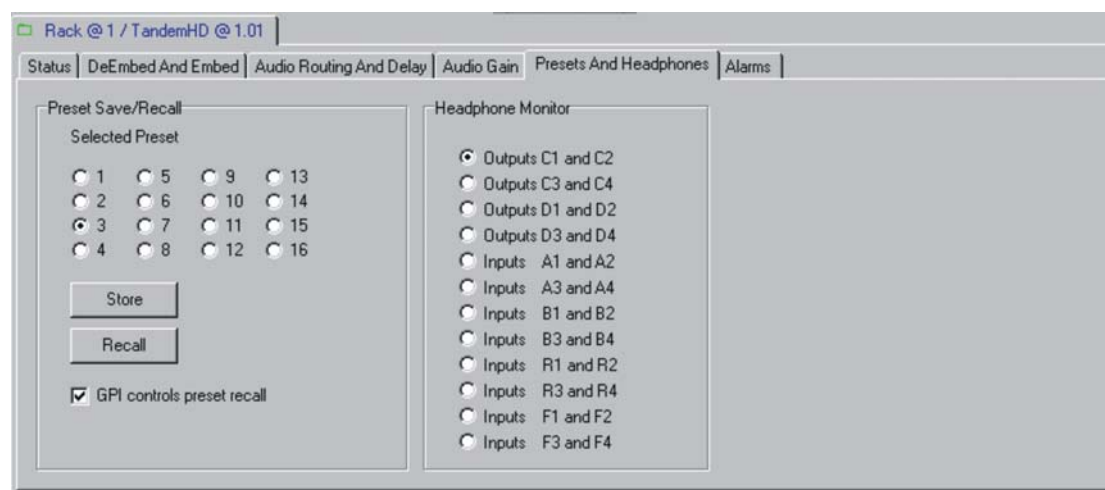 Rack @ 1 / TandemHD @ 1.01
Status DeEmbed And Embed Audio Routing And Delay Audio Gain Presets And Headphones Alarms
Preset Save/Recall
Selected Preset
1 5 9 13
2 6 10 14
3 7 11 15
4 8 12 16
Store
Recall
GPI controls preset recall
Headphone Monitor
Outputs C1 and C2
Outputs C3 and C4
Outputs D1 and D2
Outputs D3 and D4
Inputs A1 and A2
Inputs A3 and A4
Inputs B1 and B2
Inputs B3 and B4
Inputs R1 and R2
Inputs R3 and R4
Inputs F1 and F2
Inputs F3 and F4